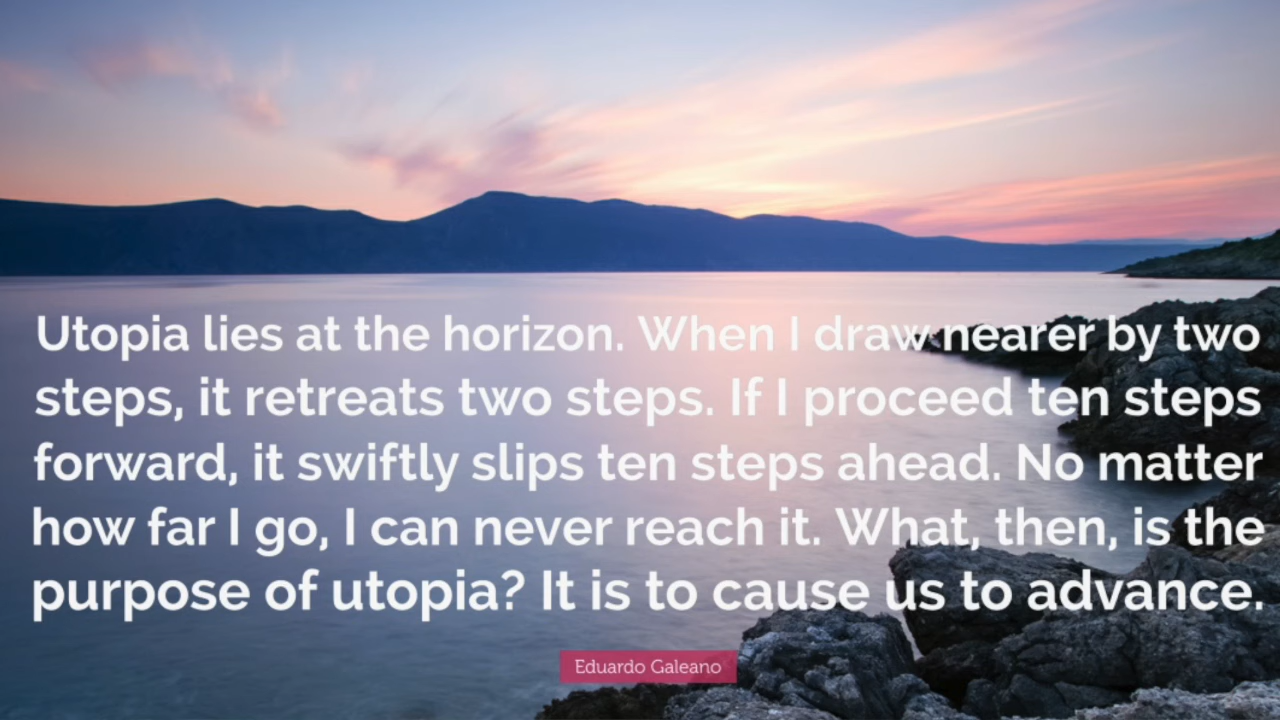 Utopia lies at the horizon. When I draw nearer by two
steps, it retreats two steps. If I proceed ten steps
forward, it swiftly slips ten steps ahead. No matter
how far I go, I can never reach it. What, then, is the
purpose of utopia? It is to cause us to advance.
Eduardo Galeano